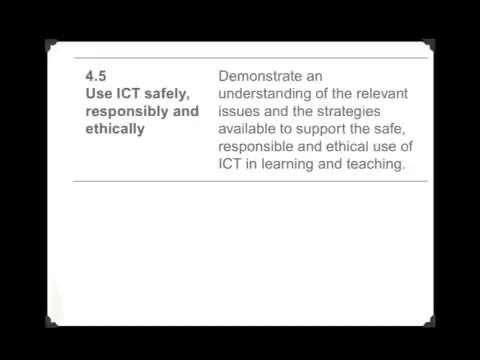 4.5
Use ICT safely,
responsibly and
ethically
Demonstrate an
understanding of the relevant
issues and the strategies
available to support the safe,
responsible and ethical use of
ICT in learning and teaching.